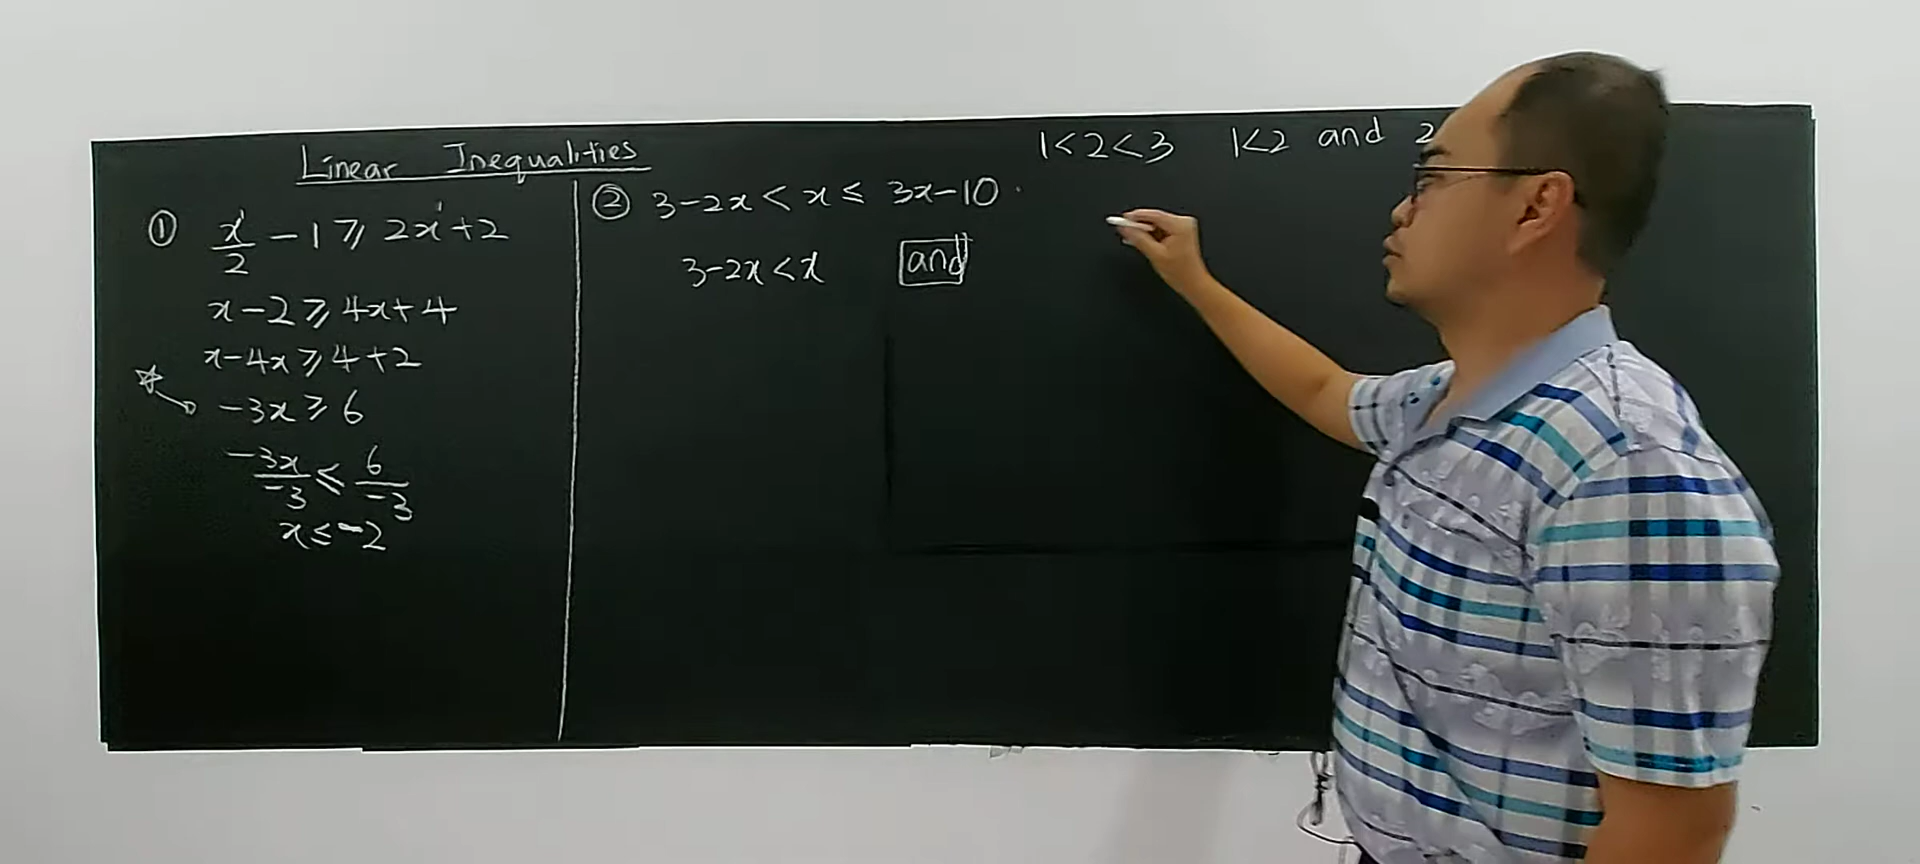 Linear Inequalities
① x/2 - 1 ⩾ 2x + 2
x - 2 ⩾ 4x + 4
x - 4x ⩾ 4 + 2
-3x ⩾ 6
-3x/-3 ≤ 6/-3
x ≤ -2
1 < 2 < 3 1 < 2 and 2
② 3 - 2x < x ≤ 3x - 10
3 - 2x < x and